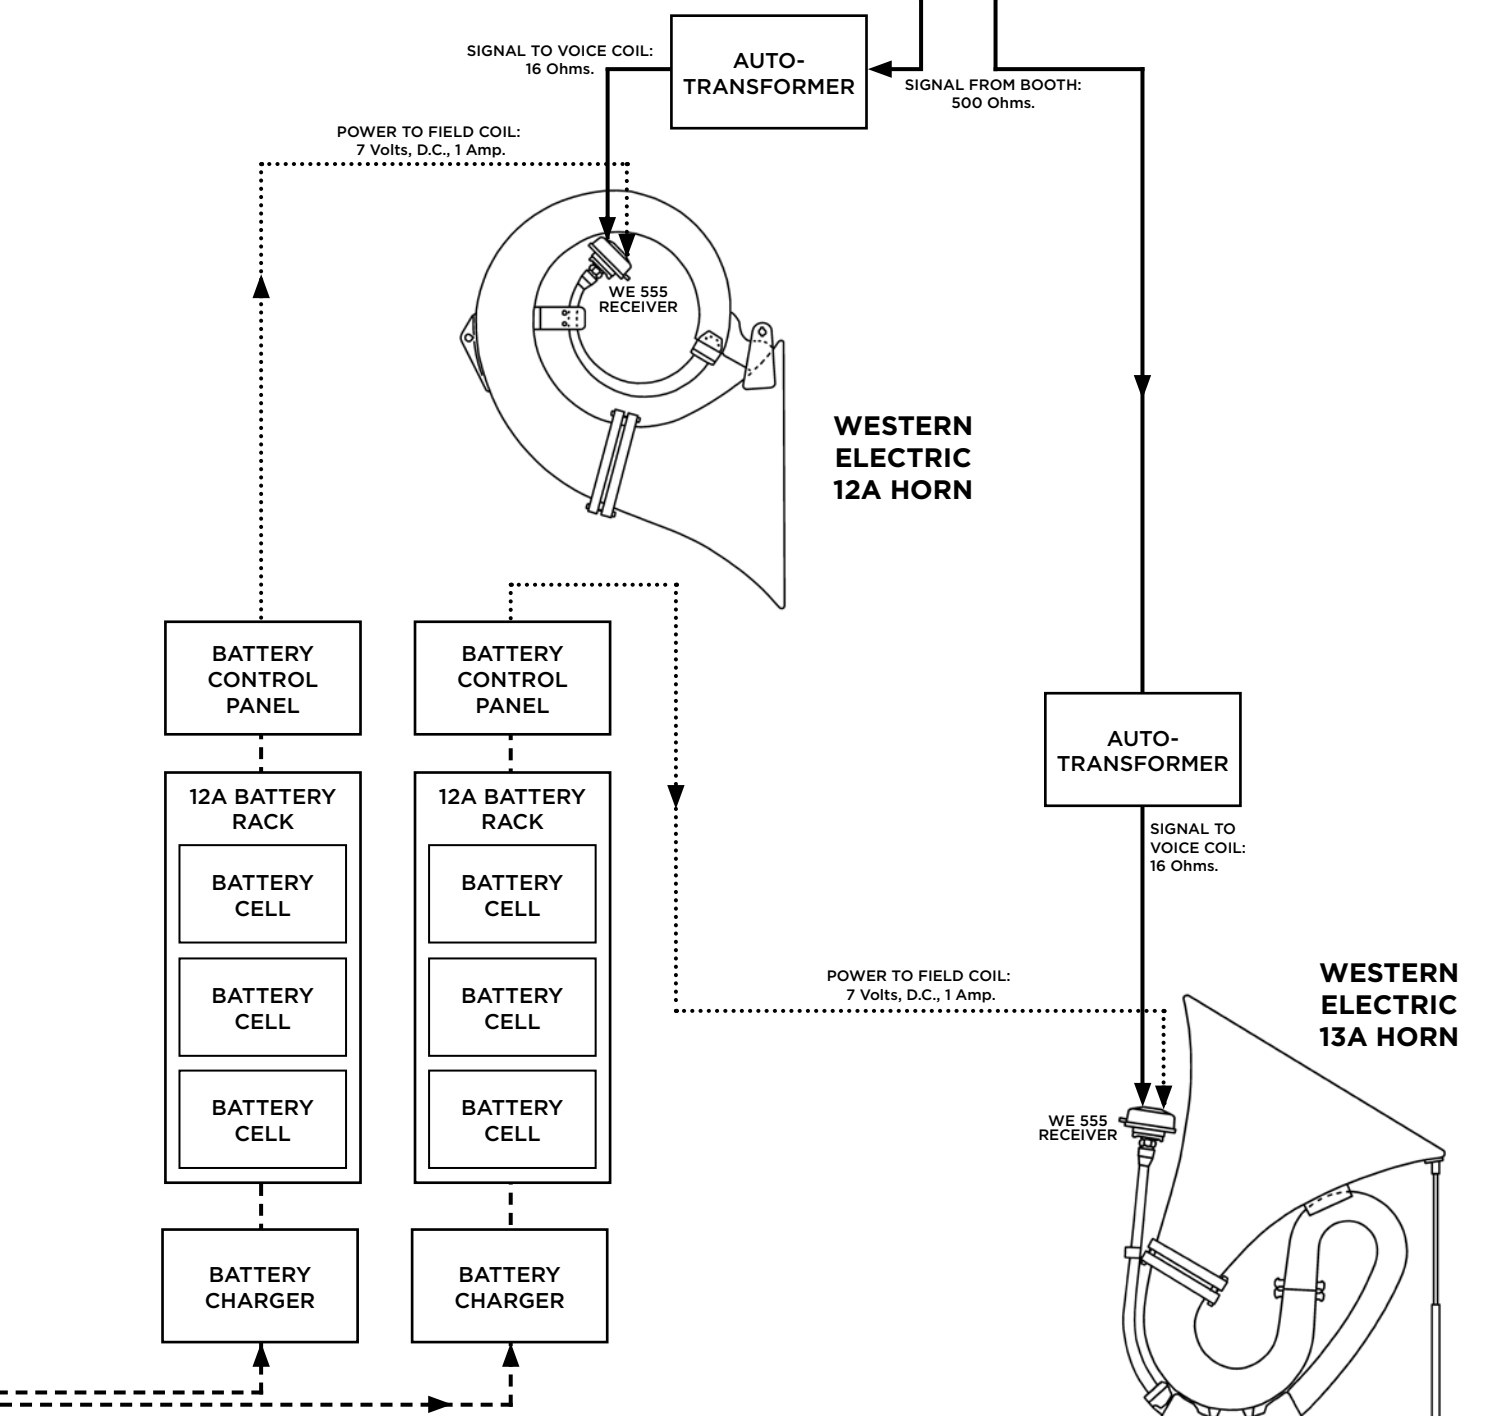 SIGNAL TO VOICE COIL:
16 Ohms.
AUTO-
TRANSFORMER
SIGNAL FROM BOOTH:
500 Ohms.
POWER TO FIELD COIL:
7 Volts, D.C., 1 Amp.
WE 555
RECEIVER
WESTERN
ELECTRIC
12A HORN
BATTERY
CONTROL
PANEL
BATTERY
CONTROL
PANEL
AUTO-
TRANSFORMER
12A BATTERY
RACK
BATTERY
CELL
BATTERY
CELL
BATTERY
CELL
12A BATTERY
RACK
BATTERY
CELL
BATTERY
CELL
BATTERY
CELL
SIGNAL TO
VOICE COIL:
16 Ohms.
POWER TO FIELD COIL:
7 Volts, D.C., 1 Amp.
WESTERN
ELECTRIC
13A HORN
WE 555
RECEIVER
BATTERY
CHARGER
BATTERY
CHARGER